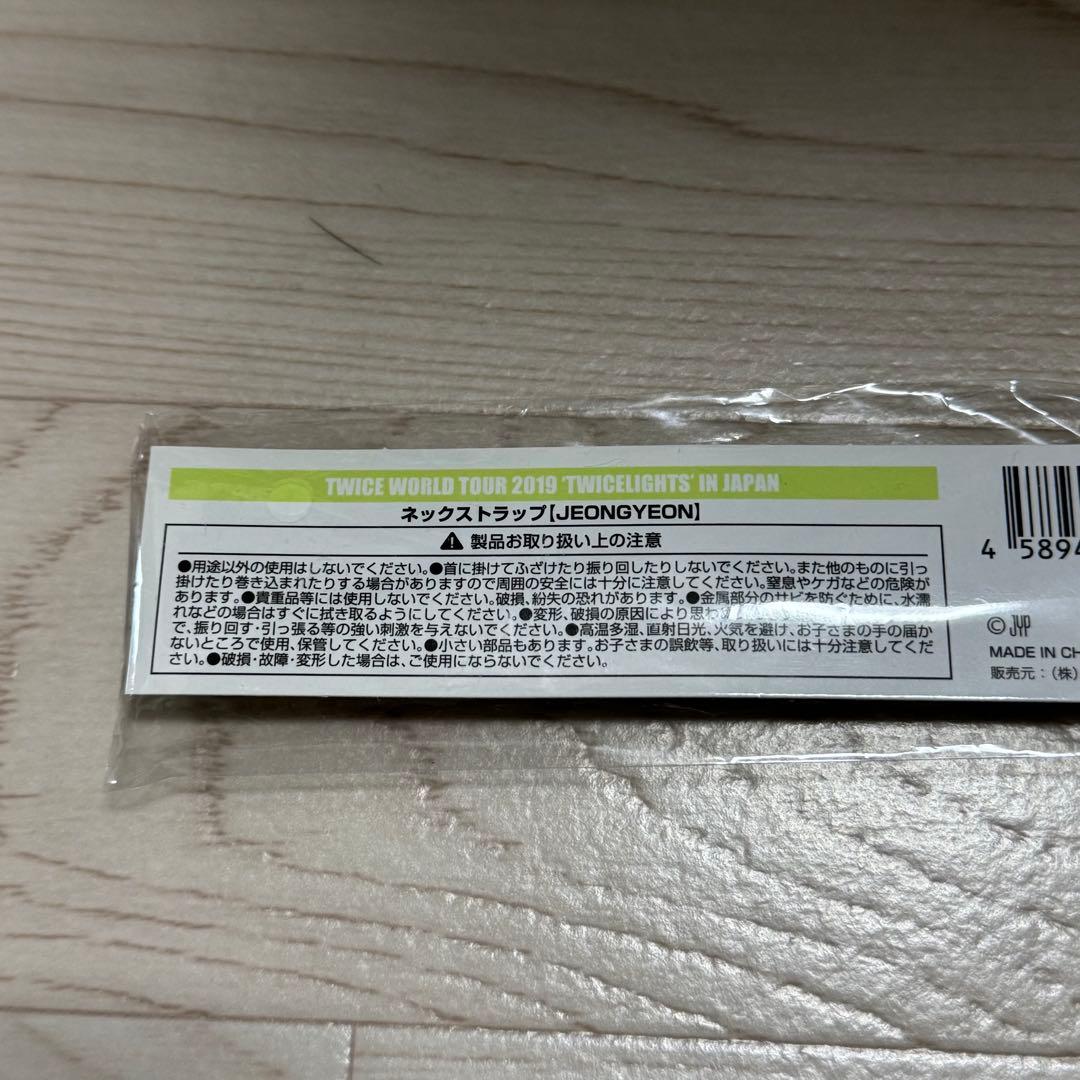 TWICE WORLD TOUR 2019 'TWICELIGHTS' IN JAPAN
ネックストラップ【JEONGYEON】
製品お取り扱い上の注意
●用途以外の使用はしないでください。●首に掛けてふざけたり振り回したりしないでください。また他のものに引っ
掛けたり巻き込まれたりする場合がありますので周囲の安全には十分に注意してください。窒息やケガなどの危険が
あります。●貴重品等には使用しないでください。破損、紛失の恐れがあります。●金属部分のサビを防ぐために、水濡
れなどの場合はすぐに拭き取るようにしてください。●変形、破損の原因により思わ
で、振り回す・引っ張る等の強い刺激を与えないでください。●高温多湿、直射日光、火気を避け、お子さまの手の届か
ないところで使用、保管してください。●小さい部品もあります。お子さまの誤飲等、取り扱いには十分注意してくだ
さい。●破損・故障・変形した場合は、ご使用にならないでください。
4 5894
© JYP
MADE IN CH
販売元：（株）